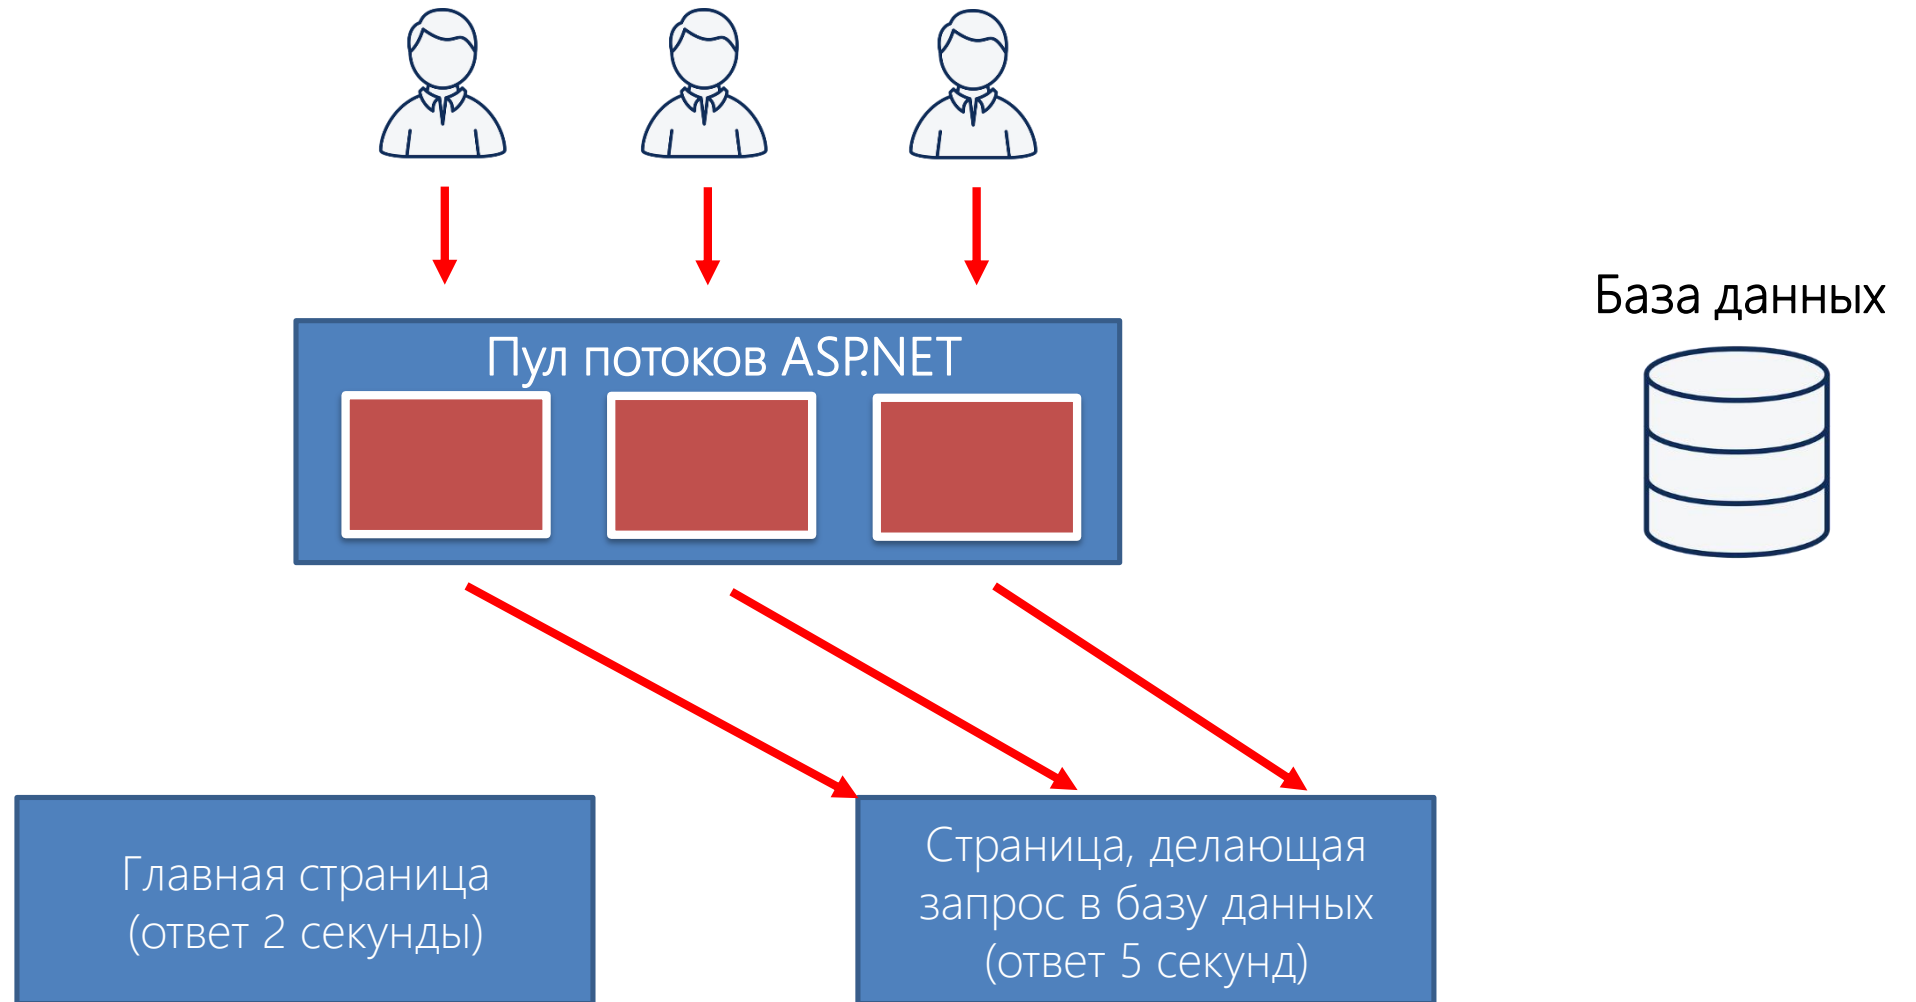 База данных
Пул потоков ASP.NET
Главная страница
(ответ 2 секунды)
Страница, делающая
запрос в базу данных
(ответ 5 секунд)